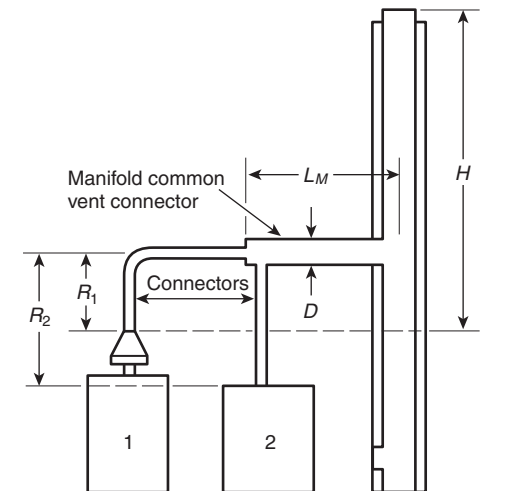 L_M
H
Manifold common
vent connector
R_1
Connectors
R_2
D
1
2